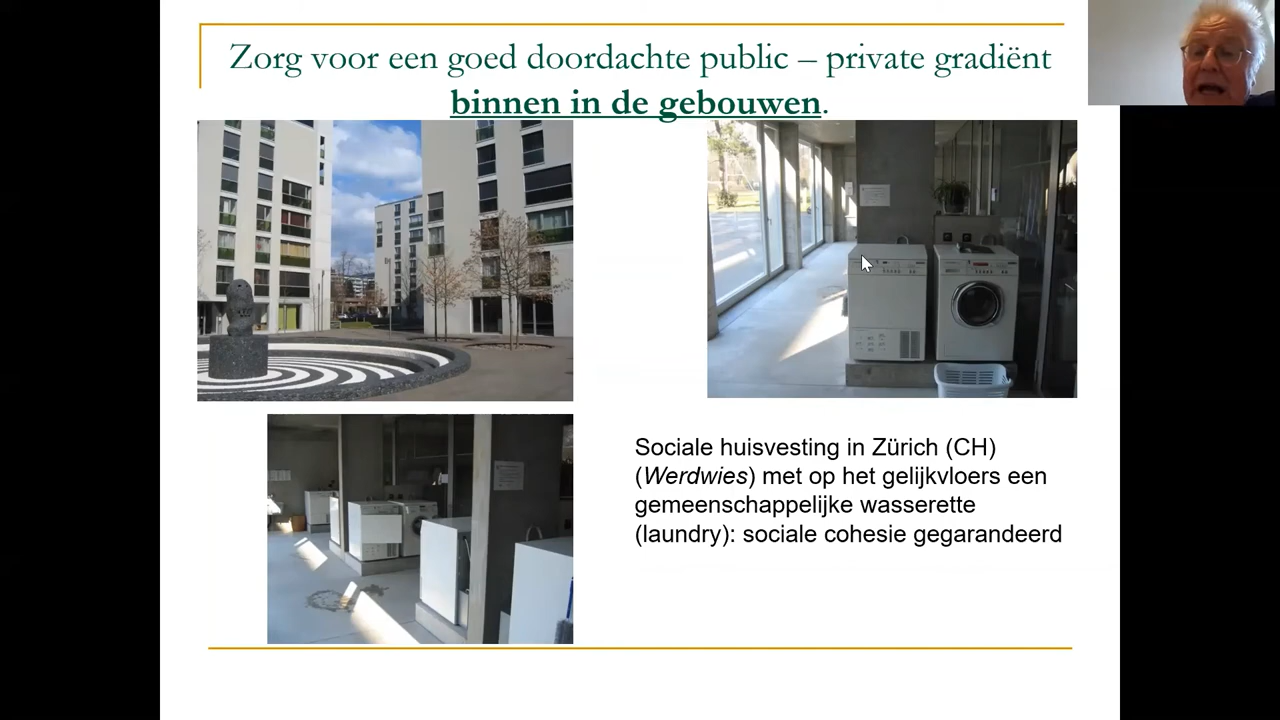 Zorg voor een goed doordachte public – private gradiënt
binnen in de gebouwen.
Sociale huisvesting in Zürich (CH)
(Werdwies) met op het gelijkvloers een
gemeenschappelijke wasserette
(laundry): sociale cohesie gegarandeerd